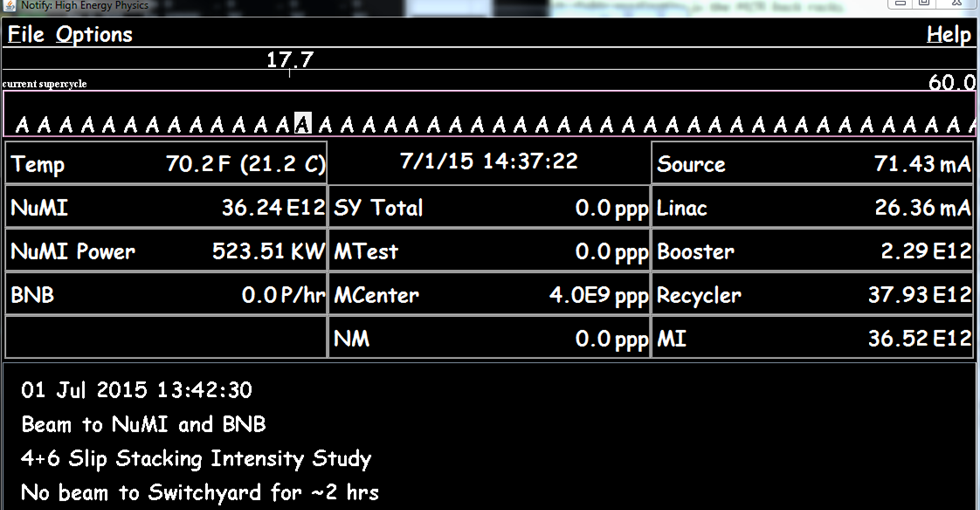 Notify: High Energy Physics
File Options Help
17.7
current supercycle 60.0
A A A A A A A A A A A A A A A A A A A A A A A A A A A A A A A A A A A A A A A A A A A A A
Temp 70.2 F (21.2 C) 7/1/15 14:37:22 Source 71.43 mA
NuMI 36.24 E12 SY Total 0.0 ppp Linac 26.36 mA
NuMI Power 523.51 KW MTest 0.0 ppp Booster 2.29 E12
BNB 0.0 P/hr MCenter 4.0E9 ppp Recycler 37.93 E12
NM 0.0 ppp MI 36.52 E12
01 Jul 2015 13:42:30
Beam to NuMI and BNB
4+6 Slip Stacking Intensity Study
No beam to Switchyard for ~2 hrs